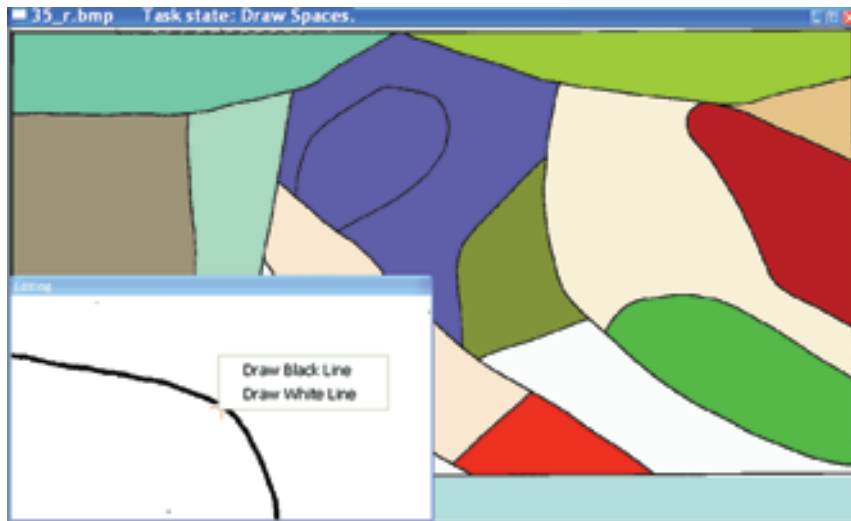 35_r.bmp Task state: Draw Spaces.
Editing
Draw Black Line
Draw White Line